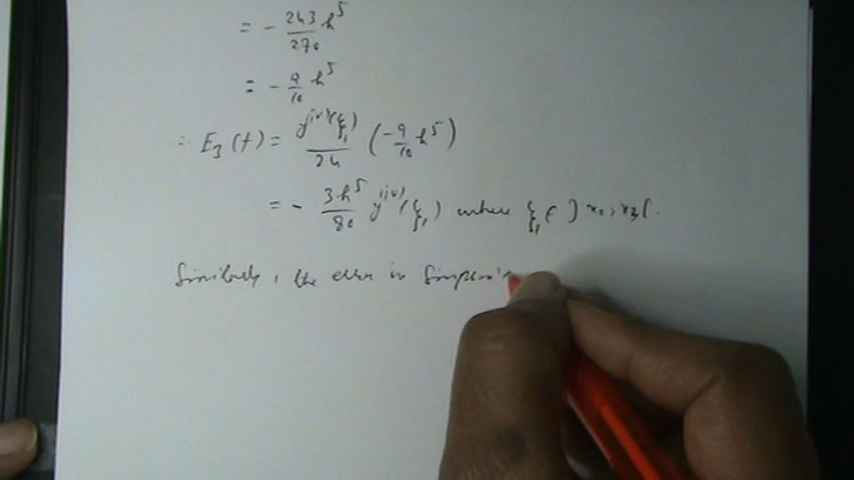 = - 243/270 h^5
= - 9/10 h^5
∴ E_3(f) = y^(iv)(ξ_1)/24 (-9/10 h^5)
= - 3h^5/80 y^(iv)(ξ_1) where ξ_1 ∈ ]x_0, x_3[.
Similarly, the error in Simpson's